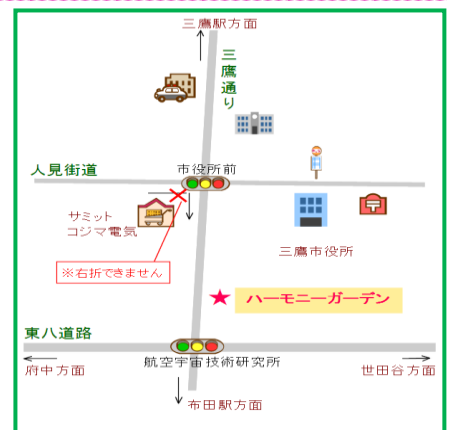 三鷹駅方面
三鷹通り
人見街道
市役所前
サミット
コジマ電気
三鷹市役所
※右折できません
★ ハーモニーガーデン
東八道路
航空宇宙技術研究所
府中方面
世田谷方面
布田駅方面